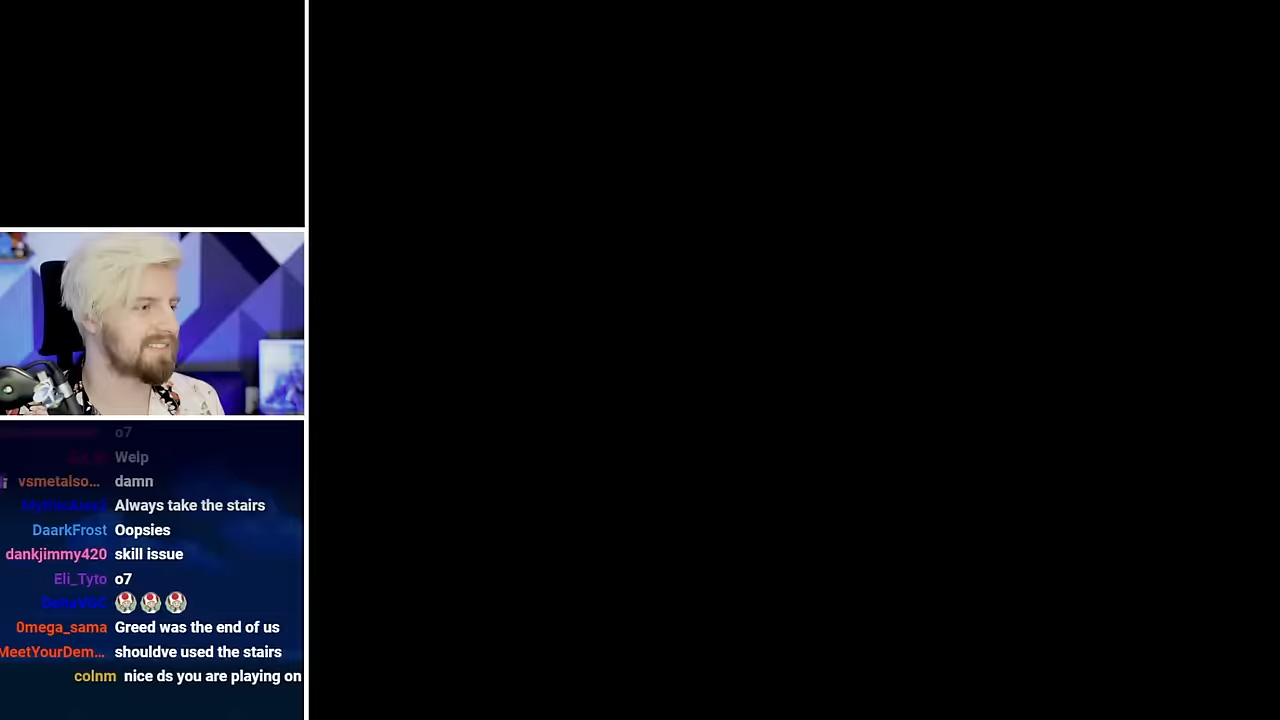 o7
Welp
vsmetalso... damn
Always take the stairs
DaarkFrost Oopsies
dankjimmy420 skill issue
Eli_Tyto o7
DeltaVGC
0mega_sama Greed was the end of us
MeetYourDem... shouldve used the stairs
colnm nice ds you are playing on